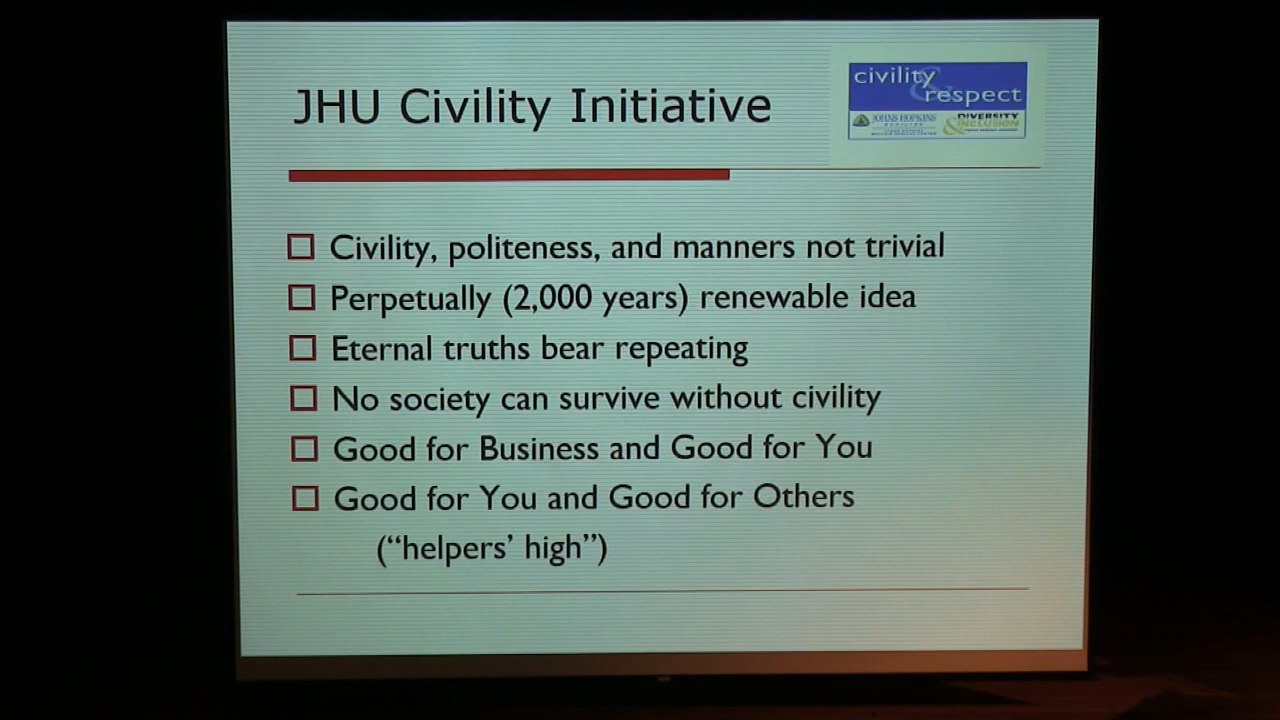 JHU Civility Initiative
civility
&
respect
JOHNS HOPKINS
MEDICINE
DIVERSITY
& INCLUSION
Civility, politeness, and manners not trivial
Perpetually (2,000 years) renewable idea
Eternal truths bear repeating
No society can survive without civility
Good for Business and Good for You
Good for You and Good for Others
(“helpers’ high”)